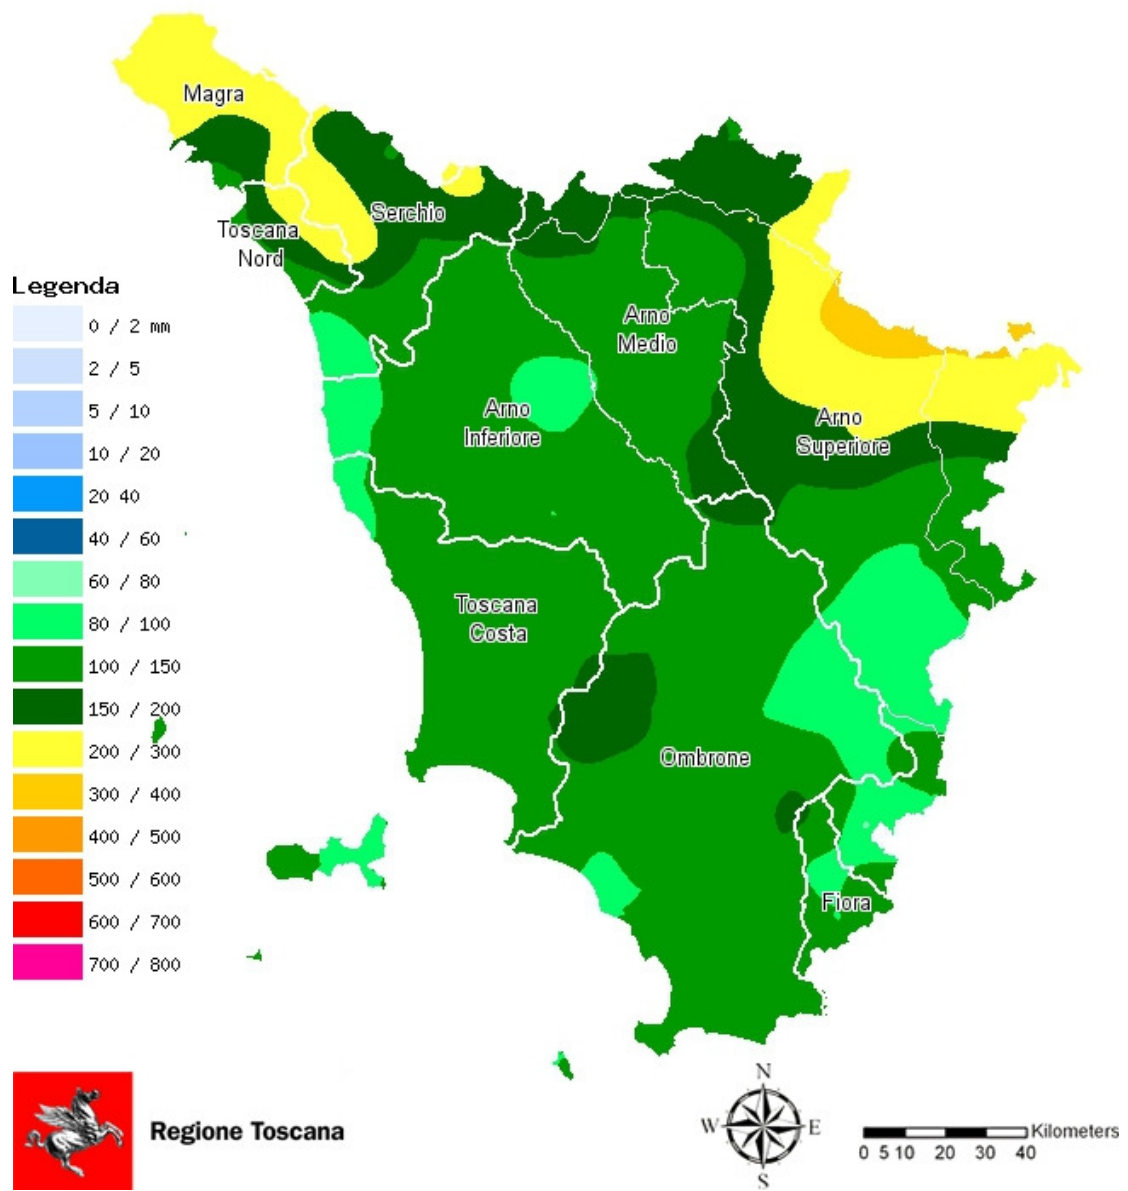 Magra
Serchio
Toscana
Nord
Legenda
0 / 2 mm
2 / 5
5 / 10
10 / 20
20 40
40 / 60
60 / 80
80 / 100
100 / 150
150 / 200
200 / 300
300 / 400
400 / 500
500 / 600
600 / 700
700 / 800
Arno
Medio
Arno
Inferiore
Arno
Superiore
Toscana
Costa
Ombrone
Fiora
Regione Toscana
N
W E
S
Kilometers
0 5 10 20 30 40